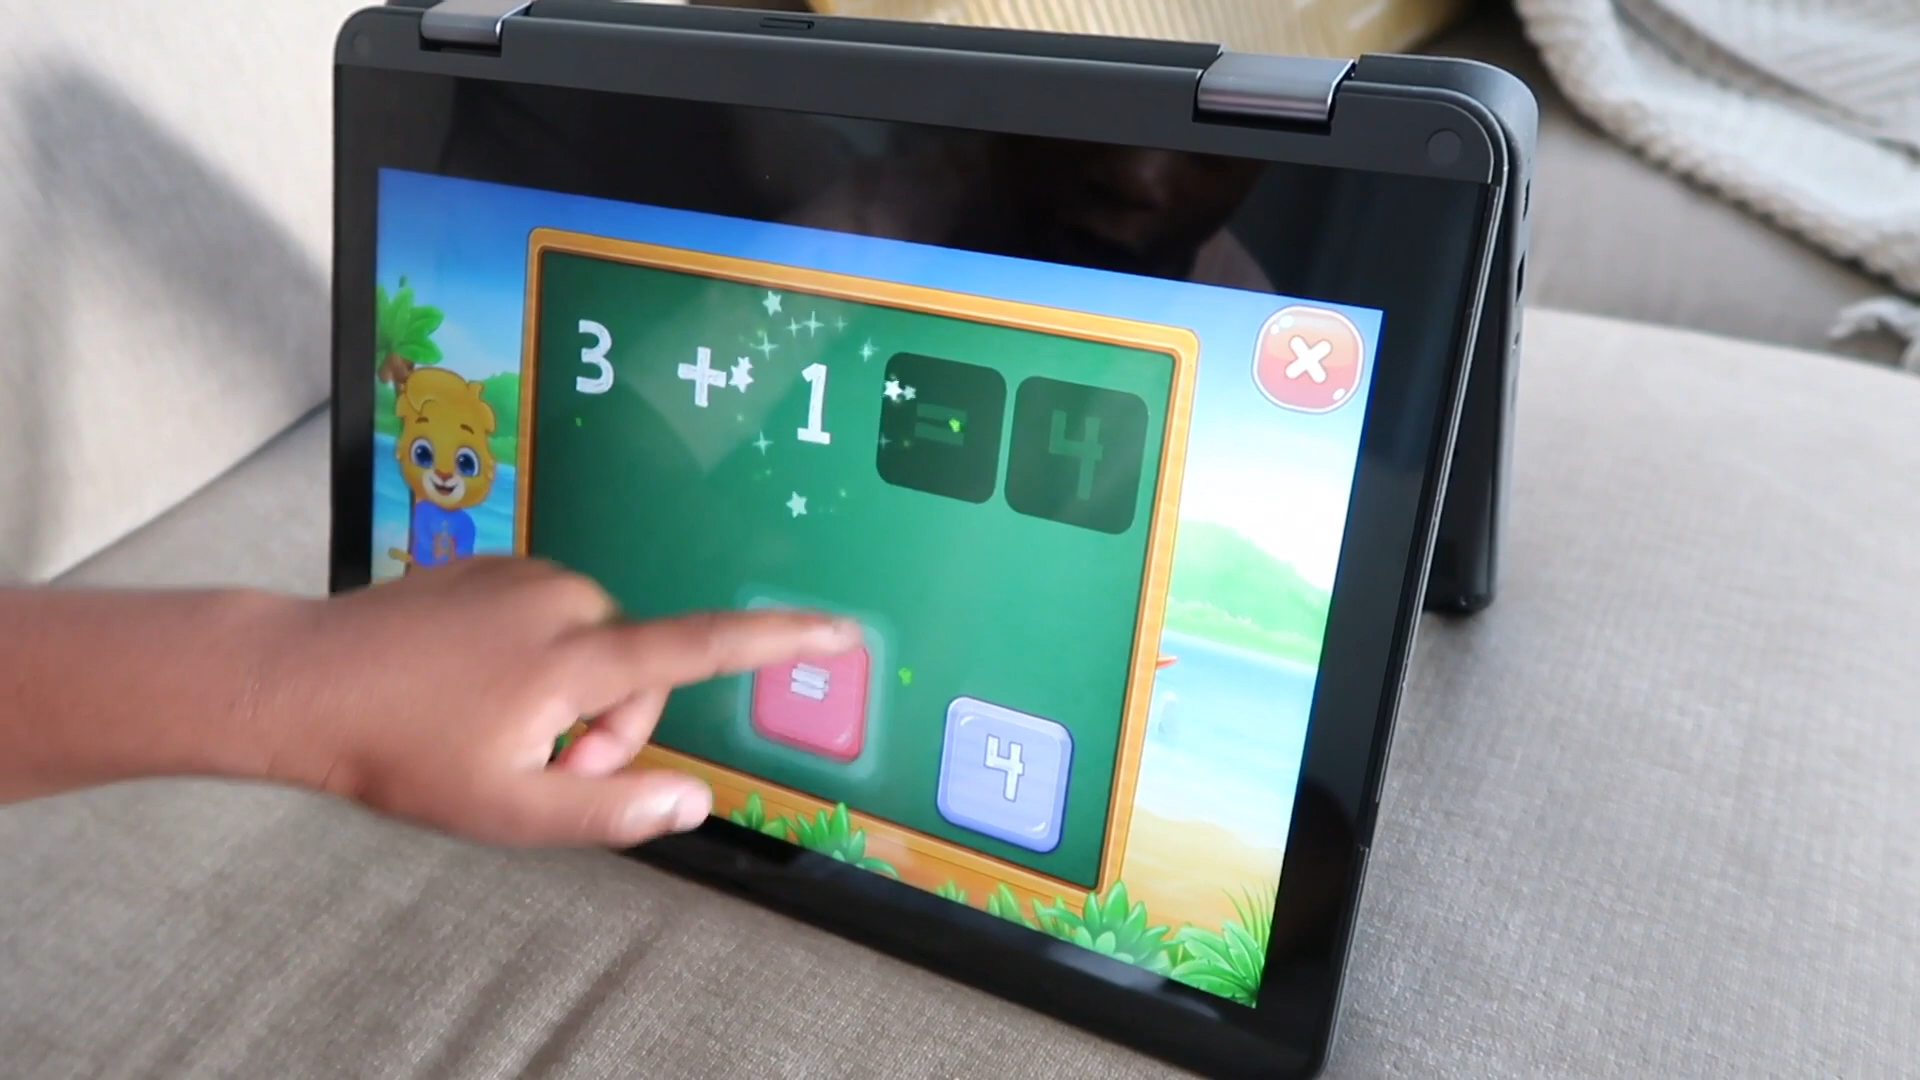 3 + 1 = 4
= 4